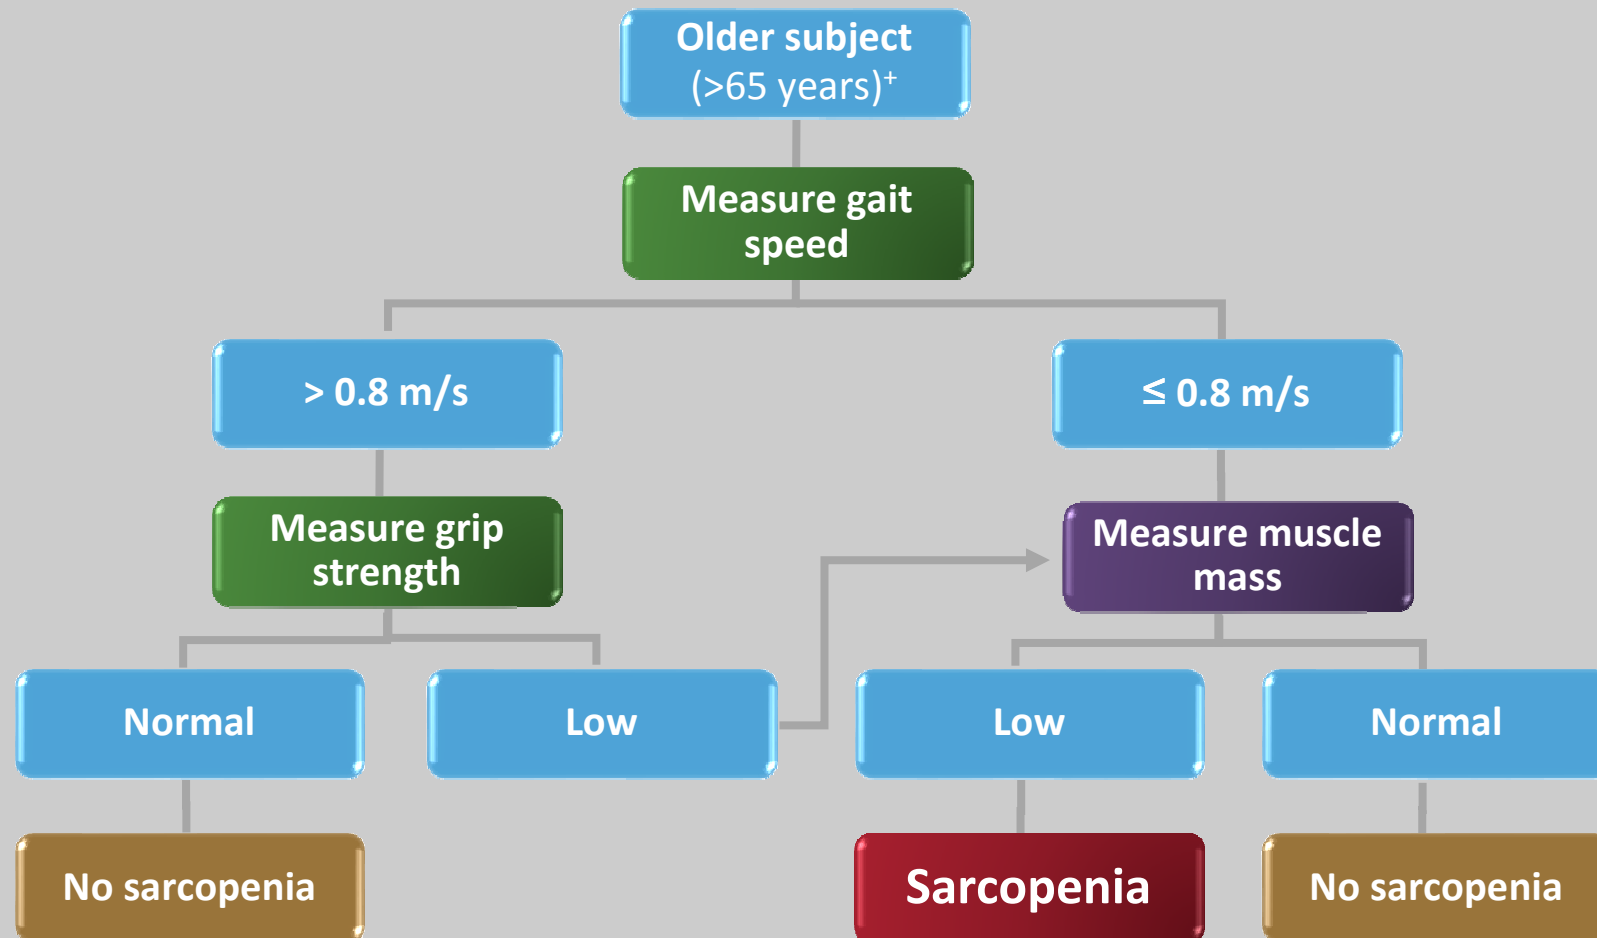 Older subject
(>65 years)+
Measure gait
speed
> 0.8 m/s
≤ 0.8 m/s
Measure grip
strength
Measure muscle
mass
Normal
Low
Low
Normal
No sarcopenia
Sarcopenia
No sarcopenia